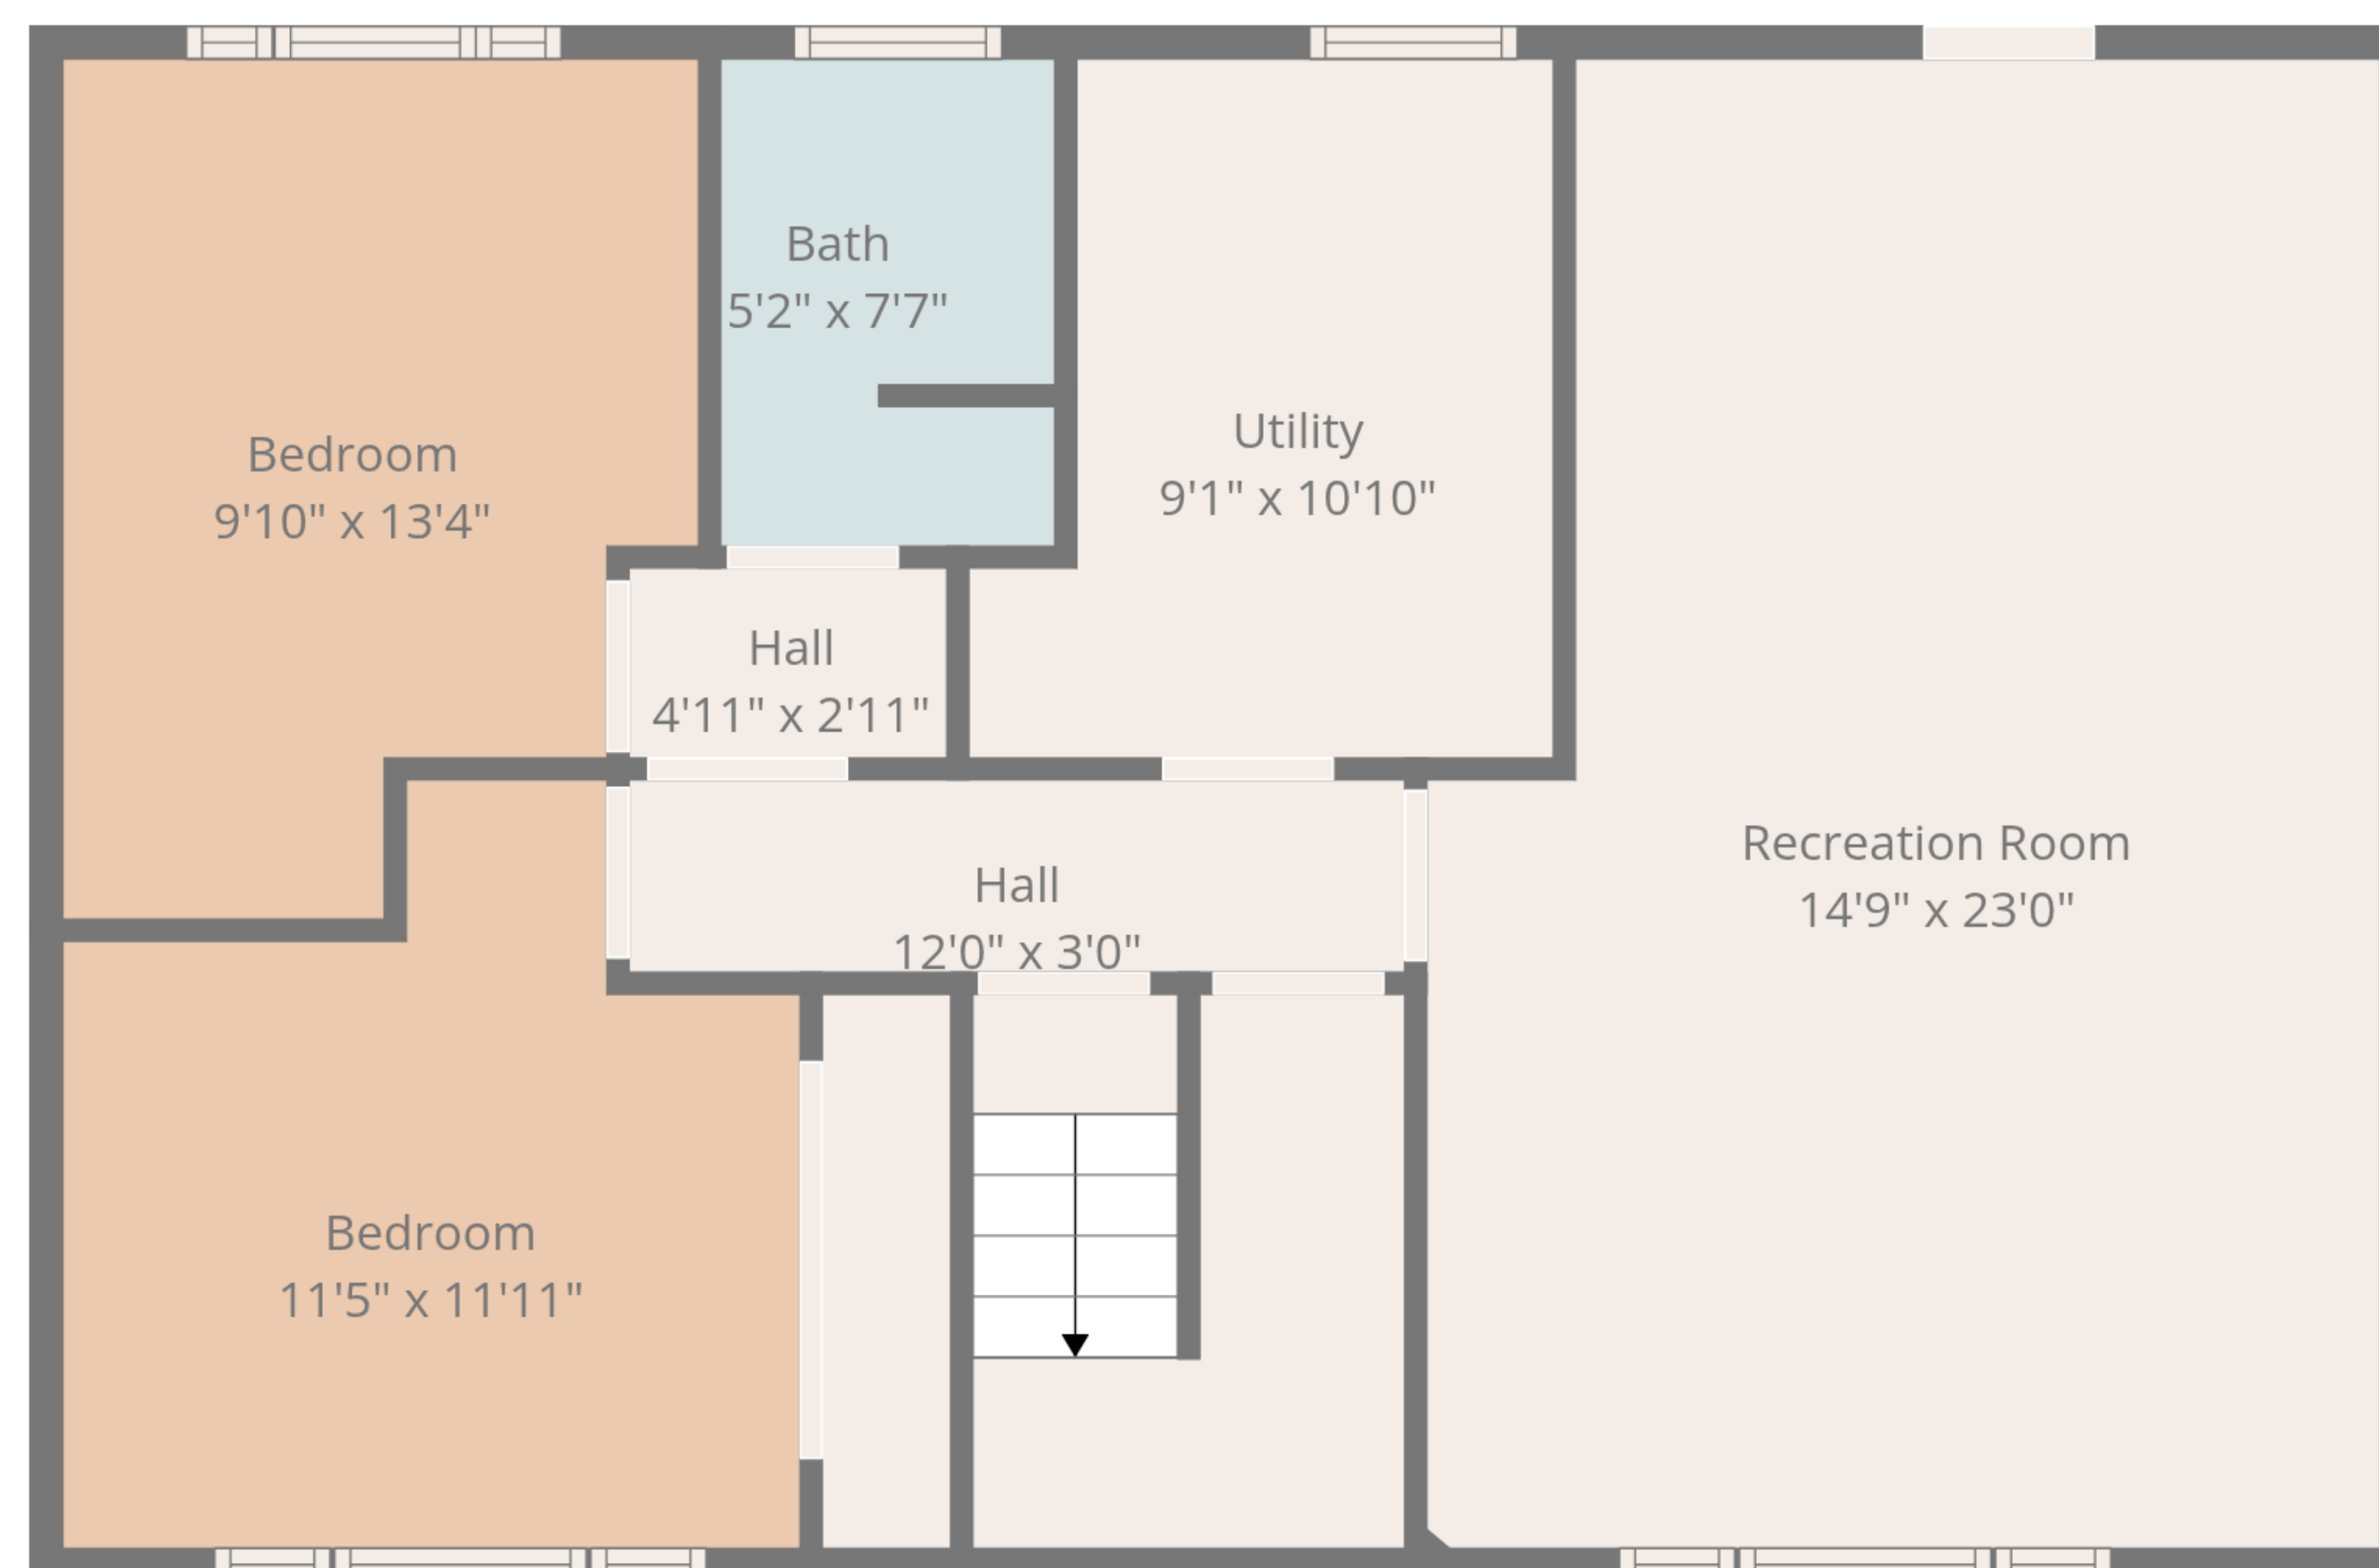 Bath
5'2" x 7'7"
Bedroom
9'10" x 13'4"
Utility
9'1" x 10'10"
Hall
4'11" x 2'11"
Hall
12'0" x 3'0"
Recreation Room
14'9" x 23'0"
Bedroom
11'5" x 11'11"